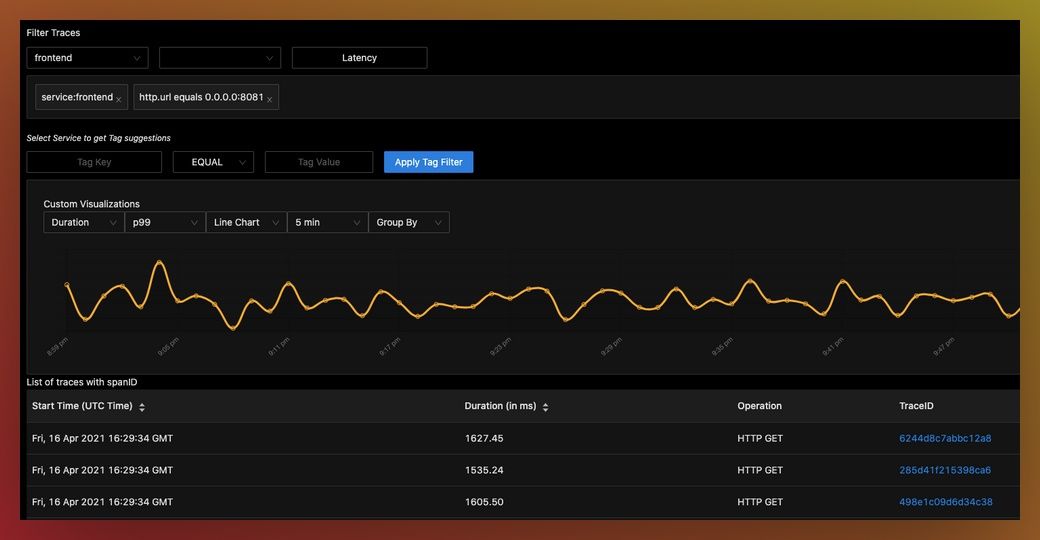 Filter Traces
frontend Latency
service:frontend × http.url equals 0.0.0.0:8081 ×
Select Service to get Tag suggestions
Tag Key EQUAL Tag Value Apply Tag Filter
Custom Visualizations
Duration p99 Line Chart 5 min Group By
8:59 pm 9:05 pm 9:11 pm 9:17 pm 9:23 pm 9:29 pm 9:35 pm 9:41 pm 9:47 pm
List of traces with spanID
Start Time (UTC Time) Duration (in ms) Operation TraceID
Fri, 16 Apr 2021 16:29:34 GMT 1627.45 HTTP GET 6244d8c7abbc12a8
Fri, 16 Apr 2021 16:29:34 GMT 1535.24 HTTP GET 285d41f215398ca6
Fri, 16 Apr 2021 16:29:34 GMT 1605.50 HTTP GET 498e1c09d6d34c38